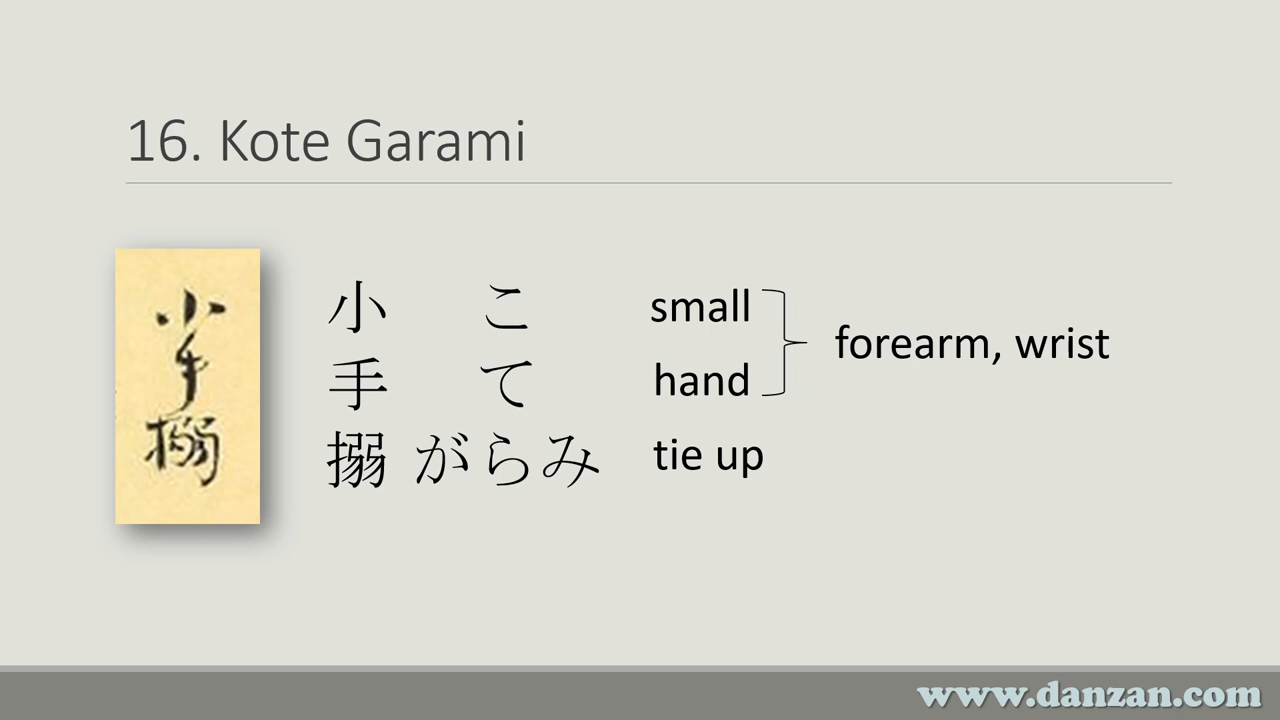 16. Kote Garami
小手搦
小 こ small
手 て hand
forearm, wrist
搦 がらみ tie up
www.danzan.com